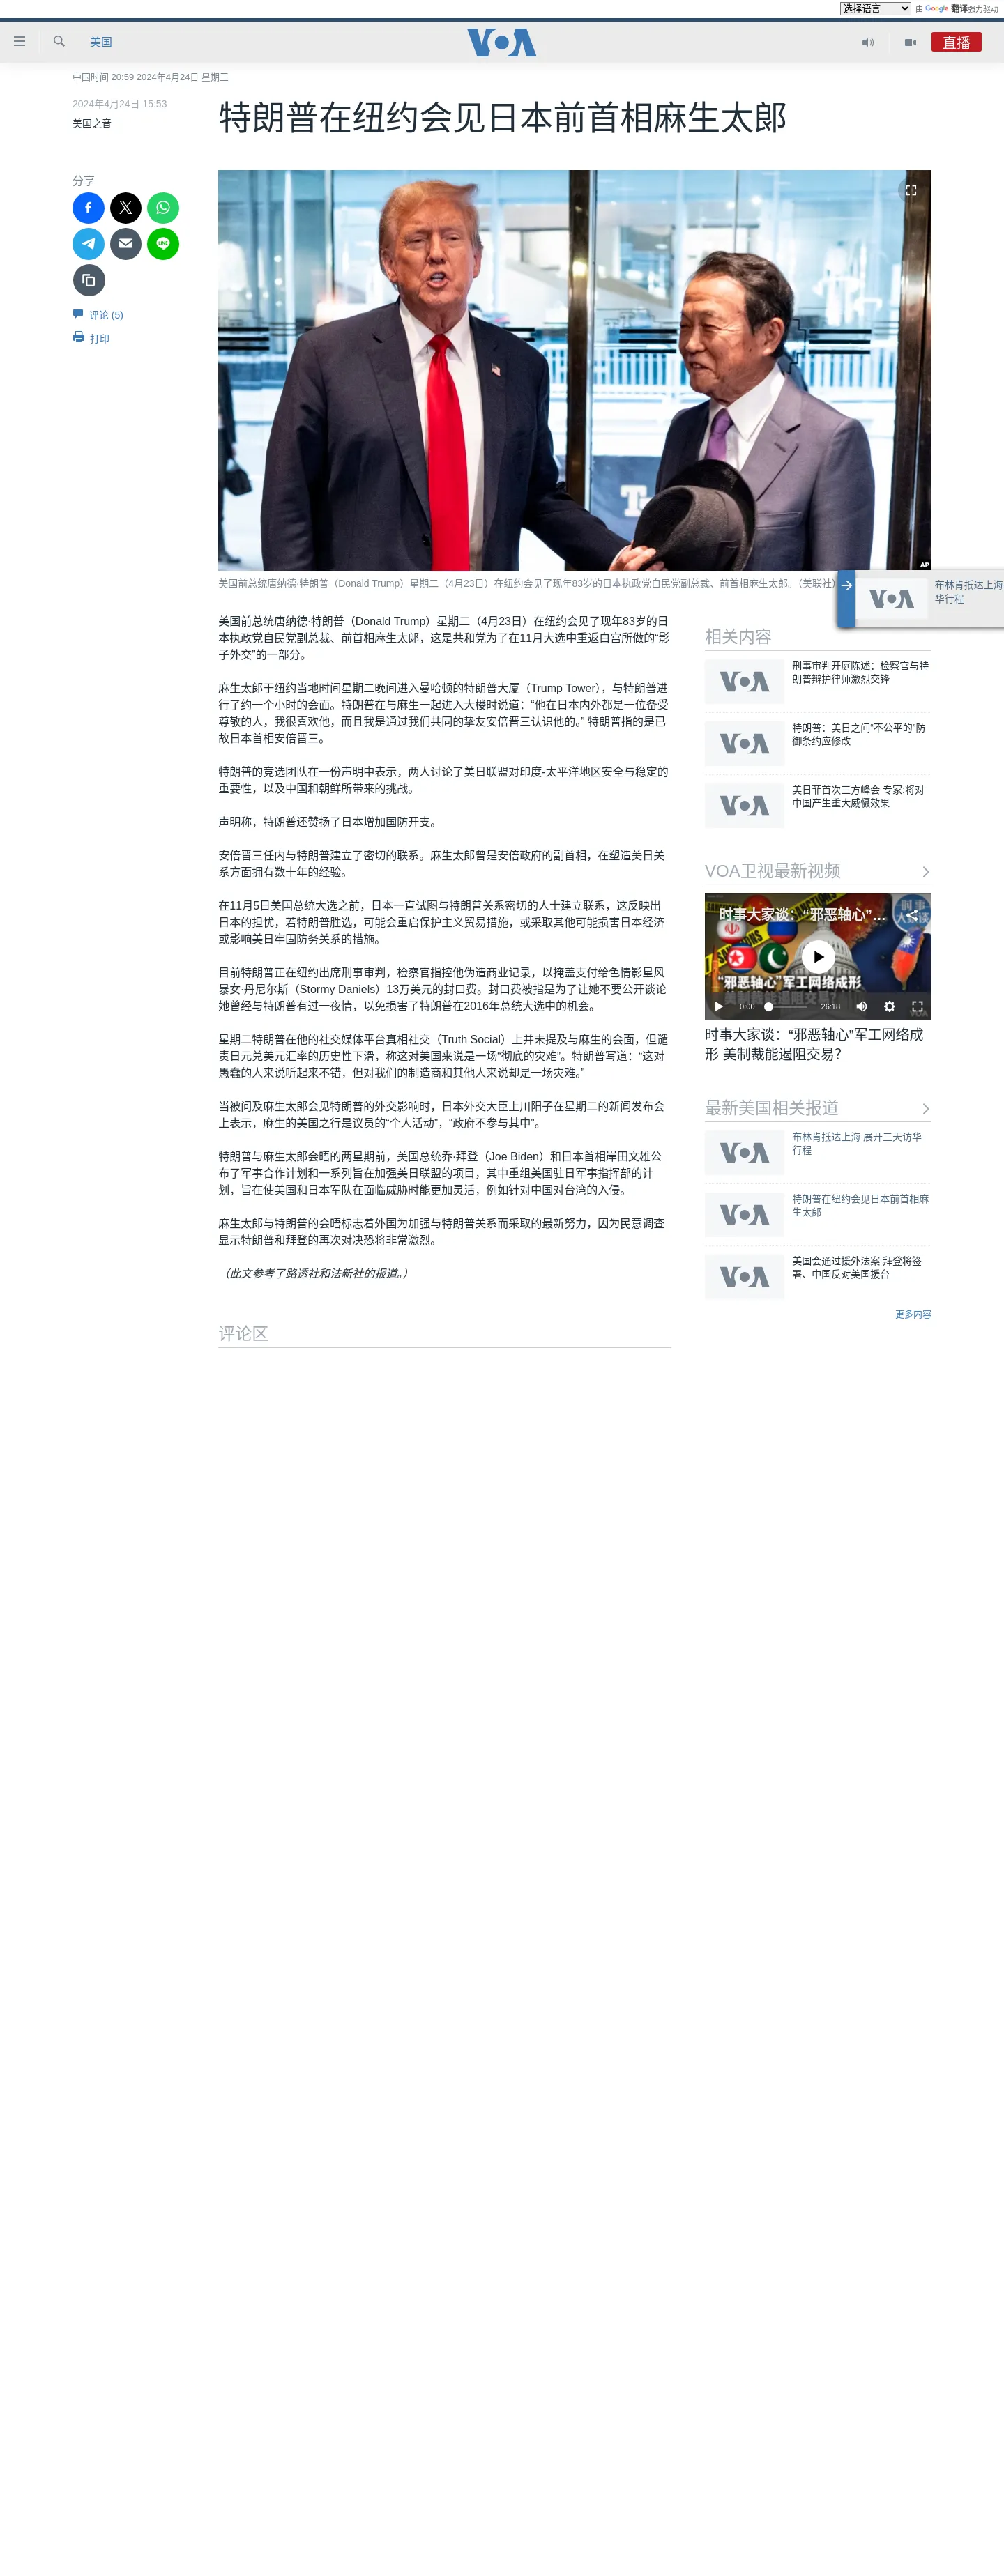 选择语言 由 Google 翻译强力驱动
美国
VOA
直播
中国时间 20:59 2024年4月24日 星期三
2024年4月24日 15:53
美国之音
特朗普在纽约会见日本前首相麻生太郎
分享
评论 (5)
打印
AP
美国前总统唐纳德·特朗普（Donald Trump）星期二（4月23日）在纽约会见了现年83岁的日本执政党自民党副总裁、前首相麻生太郎。（美联社）
布林肯抵达上海
华行程
美国前总统唐纳德·特朗普（Donald Trump）星期二（4月23日）在纽约会见了现年83岁的日
本执政党自民党副总裁、前首相麻生太郎，这是共和党为了在11月大选中重返白宫所做的“影
子外交”的一部分。
麻生太郎于纽约当地时间星期二晚间进入曼哈顿的特朗普大厦（Trump Tower），与特朗普进
行了约一个小时的会面。特朗普在与麻生一起进入大楼时说道：“他在日本内外都是一位备受
尊敬的人，我很喜欢他，而且我是通过我们共同的挚友安倍晋三认识他的。” 特朗普指的是已
故日本首相安倍晋三。
特朗普的竞选团队在一份声明中表示，两人讨论了美日联盟对印度-太平洋地区安全与稳定的
重要性，以及中国和朝鲜所带来的挑战。
声明称，特朗普还赞扬了日本增加国防开支。
安倍晋三任内与特朗普建立了密切的联系。麻生太郎曾是安倍政府的副首相，在塑造美日关
系方面拥有数十年的经验。
在11月5日美国总统大选之前，日本一直试图与特朗普关系密切的人士建立联系，这反映出
日本的担忧，若特朗普胜选，可能会重启保护主义贸易措施，或采取其他可能损害日本经济
或影响美日牢固防务关系的措施。
目前特朗普正在纽约出席刑事审判，检察官指控他伪造商业记录，以掩盖支付给色情影星风
暴女·丹尼尔斯（Stormy Daniels）13万美元的封口费。封口费被指是为了让她不要公开谈论
她曾经与特朗普有过一夜情，以免损害了特朗普在2016年总统大选中的机会。
星期二特朗普在他的社交媒体平台真相社交（Truth Social）上并未提及与麻生的会面，但谴
责日元兑美元汇率的历史性下滑，称这对美国来说是一场“彻底的灾难”。特朗普写道：“这对
愚蠢的人来说听起来不错，但对我们的制造商和其他人来说却是一场灾难。”
当被问及麻生太郎会见特朗普的外交影响时，日本外交大臣上川阳子在星期二的新闻发布会
上表示，麻生的美国之行是议员的“个人活动”，“政府不参与其中”。
特朗普与麻生太郎会晤的两星期前，美国总统乔·拜登（Joe Biden）和日本首相岸田文雄公
布了军事合作计划和一系列旨在加强美日联盟的项目，其中重组美国驻日军事指挥部的计
划，旨在使美国和日本军队在面临威胁时能更加灵活，例如针对中国对台湾的入侵。
麻生太郎与特朗普的会晤标志着外国为加强与特朗普关系而采取的最新努力，因为民意调查
显示特朗普和拜登的再次对决恐将非常激烈。
（此文参考了路透社和法新社的报道。）
评论区
相关内容
刑事审判开庭陈述：检察官与特
朗普辩护律师激烈交锋
特朗普：美日之间“不公平的”防
御条约应修改
美日菲首次三方峰会 专家:将对
中国产生重大威慑效果
VOA卫视最新视频
时事大家谈：“邪恶轴心”...
“邪恶轴心”军工网络成形
0:00 26:18
时事大家谈：“邪恶轴心”军工网络成
形 美制裁能遏阻交易？
最新美国相关报道
布林肯抵达上海 展开三天访华
行程
特朗普在纽约会见日本前首相麻
生太郎
美国会通过援外法案 拜登将签
署、中国反对美国援台
更多内容